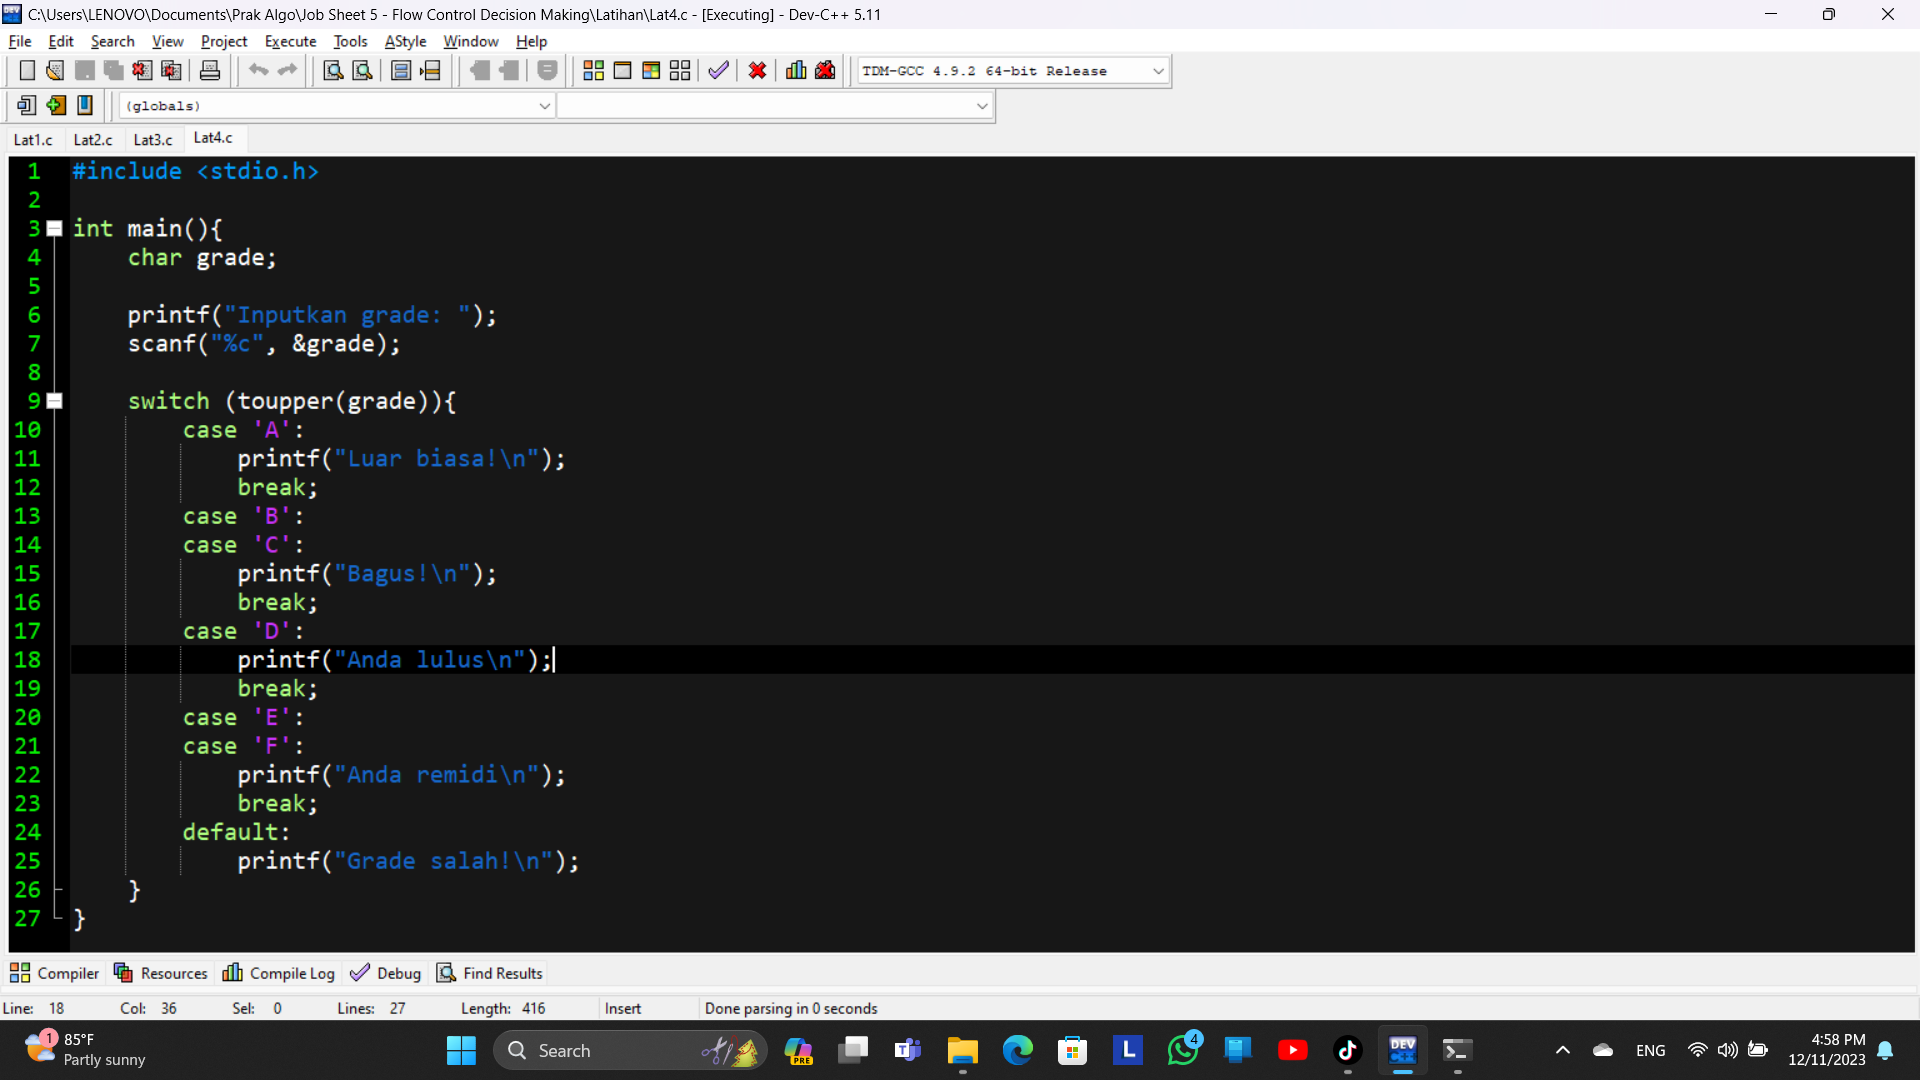 C:\Users\LENOVO\Documents\Prak Algo\Job Sheet 5 - Flow Control Decision Making\Latihan\Lat4.c - [Executing] - Dev-C++ 5.11
File Edit Search View Project Execute Tools AStyle Window Help
TDM-GCC 4.9.2 64-bit Release
(globals)
Lat1.c Lat2.c Lat3.c Lat4.c
1 #include <stdio.h>
2
3 int main(){
4     char grade;
5
6     printf("Inputkan grade: ");
7     scanf("%c", &grade);
8
9     switch (toupper(grade)){
10         case 'A':
11             printf("Luar biasa!\n");
12             break;
13         case 'B':
14         case 'C':
15             printf("Bagus!\n");
16             break;
17         case 'D':
18             printf("Anda lulus\n");
19             break;
20         case 'E':
21         case 'F':
22             printf("Anda remidi\n");
23             break;
24         default:
25             printf("Grade salah!\n");
26     }
27 }
Compiler Resources Compile Log Debug Find Results
Line: 18 Col: 36 Sel: 0 Lines: 27 Length: 416 Insert Done parsing in 0 seconds
1
85°F
Partly sunny
Search
PRE
L
4
DEV
C++
ENG
4:58 PM
12/11/2023